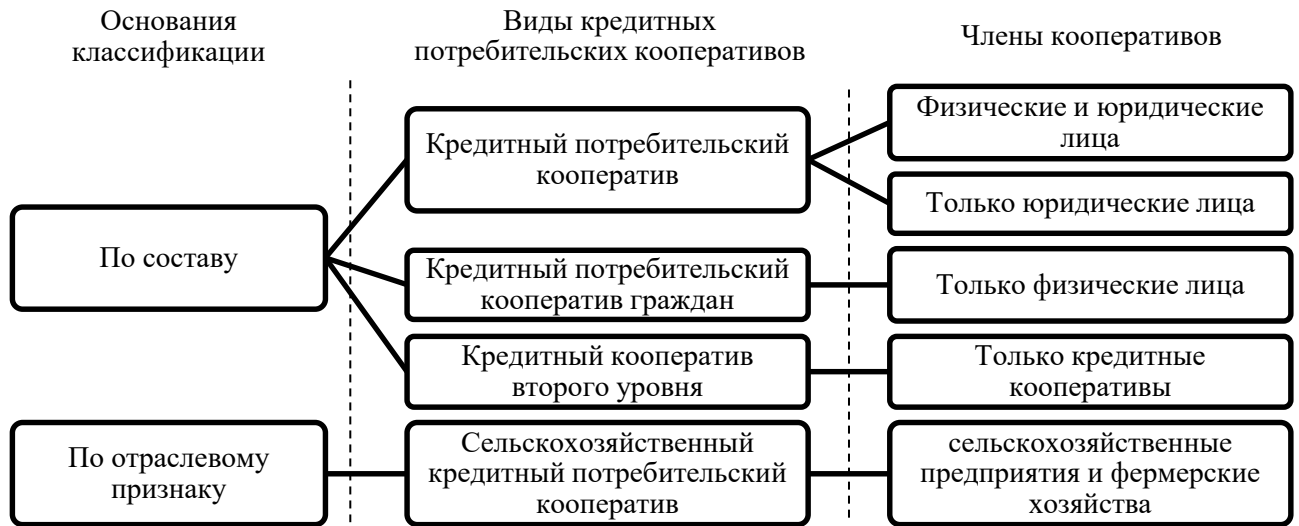 Основания
классификации
Виды кредитных
потребительских кооперативов
Члены кооперативов
По составу
Кредитный потребительский
кооператив
Физические и юридические
лица
Только юридические лица
Кредитный потребительский
кооператив граждан
Только физические лица
Кредитный кооператив
второго уровня
Только кредитные
кооперативы
По отраслевому
признаку
Сельскохозяйственный
кредитный потребительский
кооператив
сельскохозяйственные
предприятия и фермерские
хозяйства